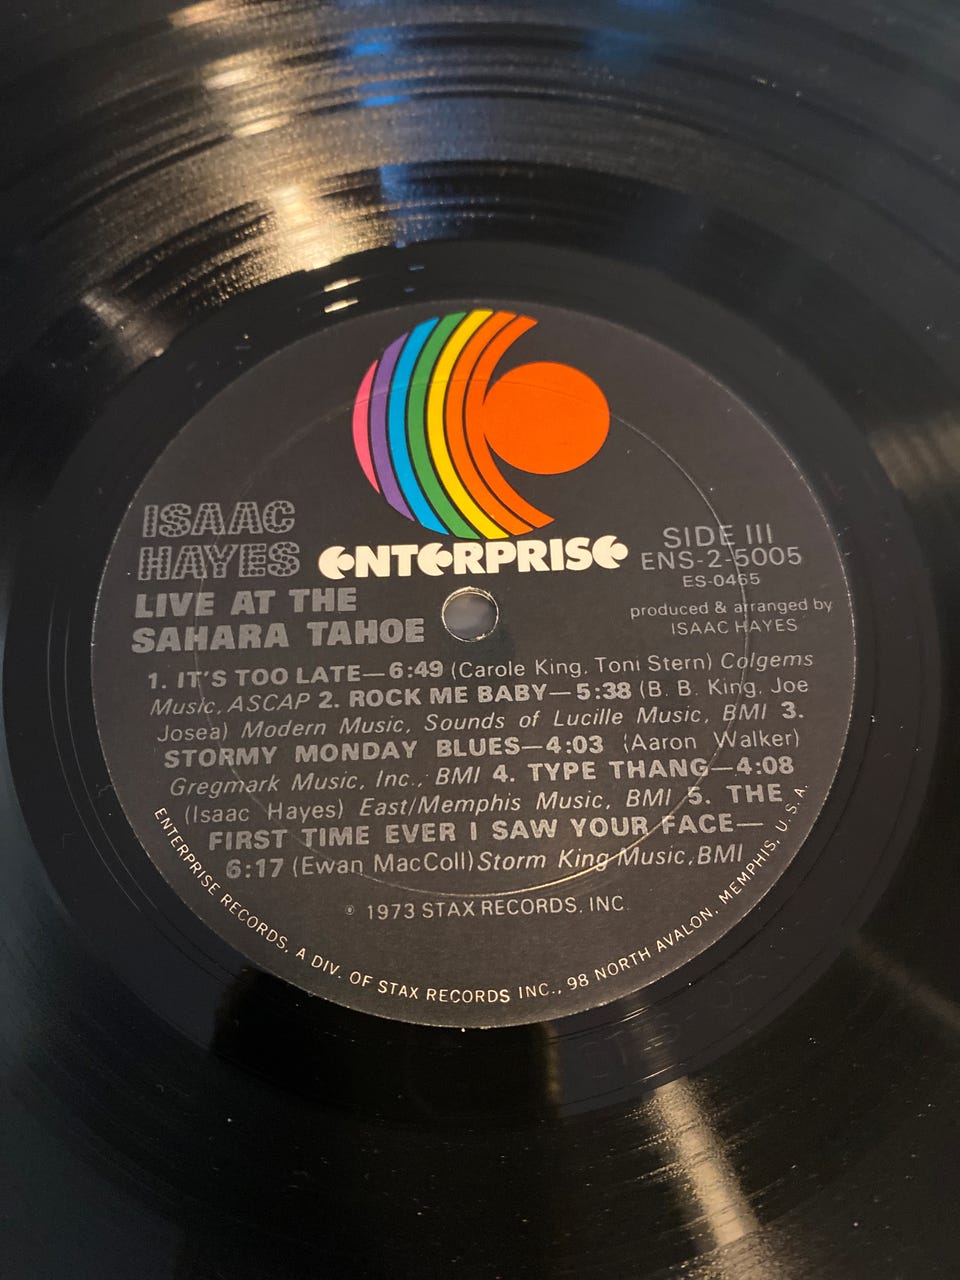 ISAAC
HAYES
ENTERPRISE
LIVE AT THE
SAHARA TAHOE
SIDE III
ENS-2-5005
ES-0465
produced & arranged by
ISAAC HAYES
1. IT'S TOO LATE—6:49 (Carole King, Toni Stern) Colgems
Music, ASCAP 2. ROCK ME BABY—5:38 (B. B. King, Joe
Josea) Modern Music, Sounds of Lucille Music, BMI 3.
STORMY MONDAY BLUES—4:03 (Aaron Walker)
Gregmark Music, Inc., BMI 4. TYPE THANG—4:08
(Isaac Hayes) East/Memphis Music, BMI 5. THE
FIRST TIME EVER I SAW YOUR FACE—
6:17 (Ewan MacColl) Storm King Music, BMI
℗ 1973 STAX RECORDS, INC.
ENTERPRISE RECORDS, A DIV. OF STAX RECORDS INC., 98 NORTH AVALON, MEMPHIS, U.S.A.